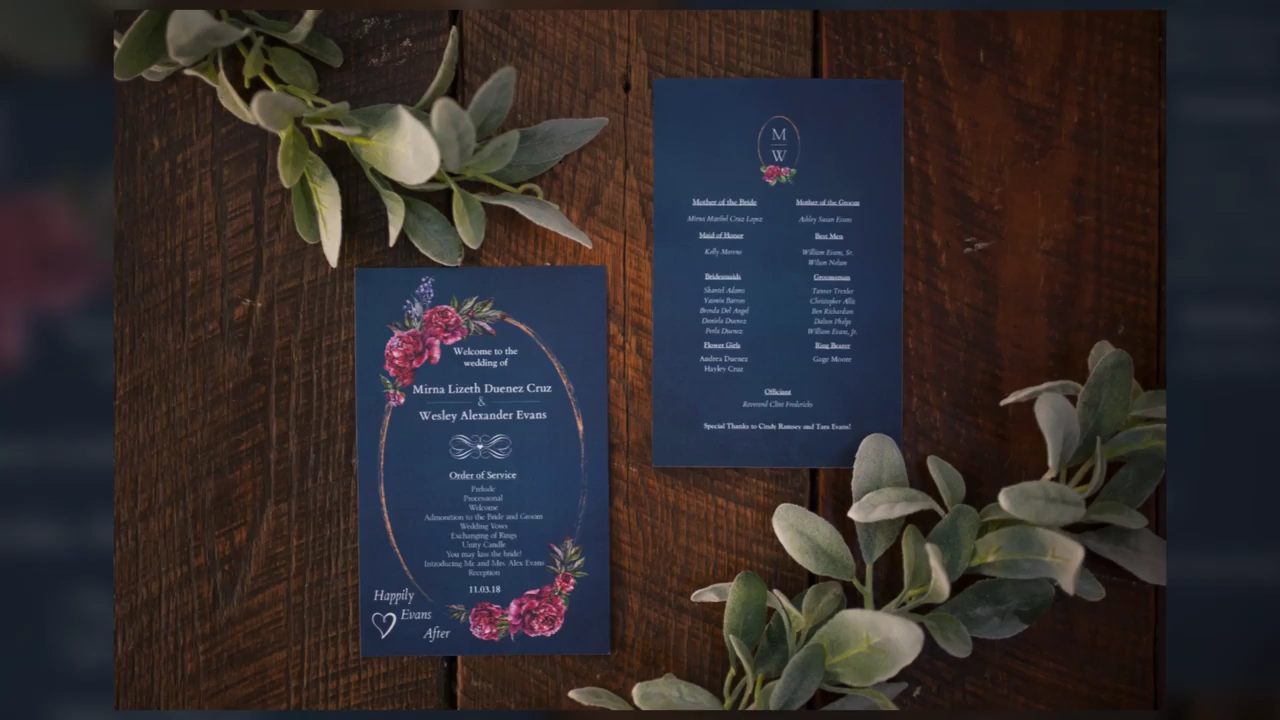 Welcome to the
wedding of
Mirna Lizeth Duenez Cruz
&
Wesley Alexander Evans
Order of Service
Prelude
Processional
Welcome
Admonition to the Bride and Groom
Wedding Vows
Exchanging of Rings
Unity Candle
You may kiss the bride!
Introducing Mr. and Mrs. Alex Evans
Reception
11.03.18
Happily
Evans
After
M
W
Mother of the Bride
Mirna Maribel Cruz Lopez
Maid of Honor
Kelly Moreno
Bridesmaids
Shantel Adams
Yasmin Barron
Brenda Del Angel
Daniela Duenez
Perla Duenez
Flower Girls
Andrea Duenez
Hayley Cruz
Mother of the Groom
Ashley Susan Evans
Best Men
William Evans, Sr.
Wilson Nelson
Groomsmen
Tanner Trexler
Christopher Allis
Ben Richardson
Dalton Phelps
William Evans, Jr.
Ring Bearer
Gage Moore
Officiant
Reverend Clint Fredericks
Special Thanks to Cindy Ramsey and Tara Evans!